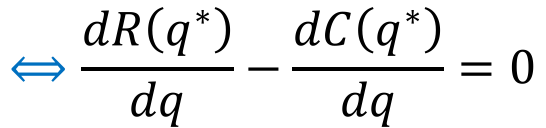 ⇔ dR(q*)/dq − dC(q*)/dq = 0